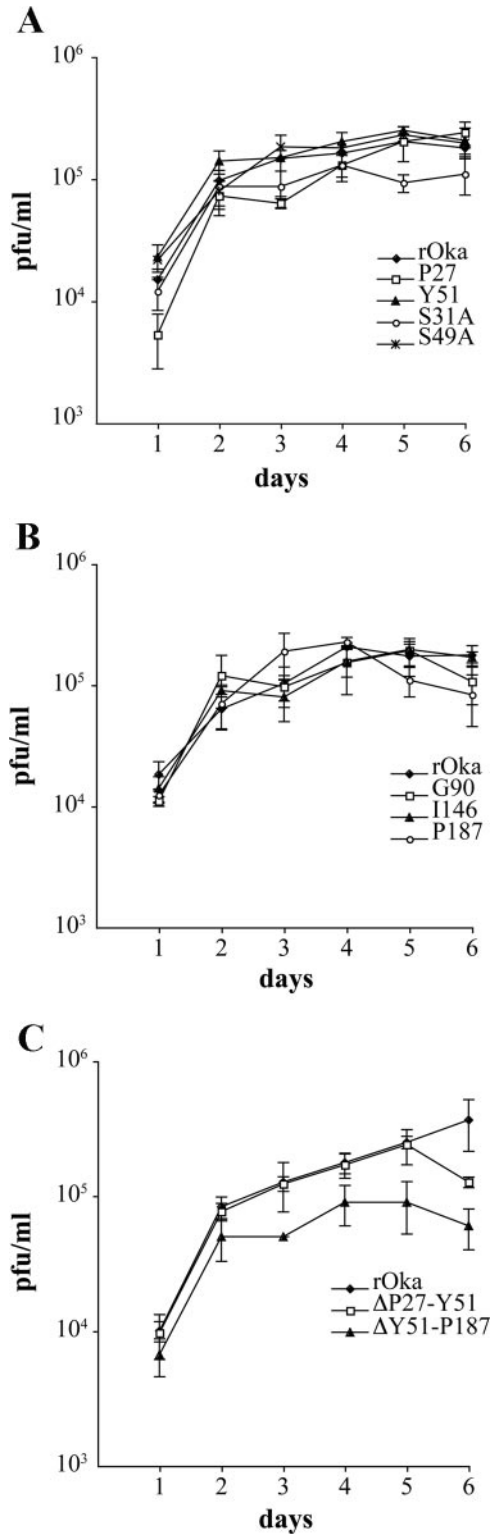 A
10⁶
10⁵
10⁴
10³
pfu/ml
rOka
P27
Y51
S31A
S49A
1 2 3 4 5 6
days
B
10⁶
10⁵
10⁴
10³
pfu/ml
rOka
G90
I146
P187
1 2 3 4 5 6
days
C
10⁶
10⁵
10⁴
10³
pfu/ml
rOka
ΔP27-Y51
ΔY51-P187
1 2 3 4 5 6
days